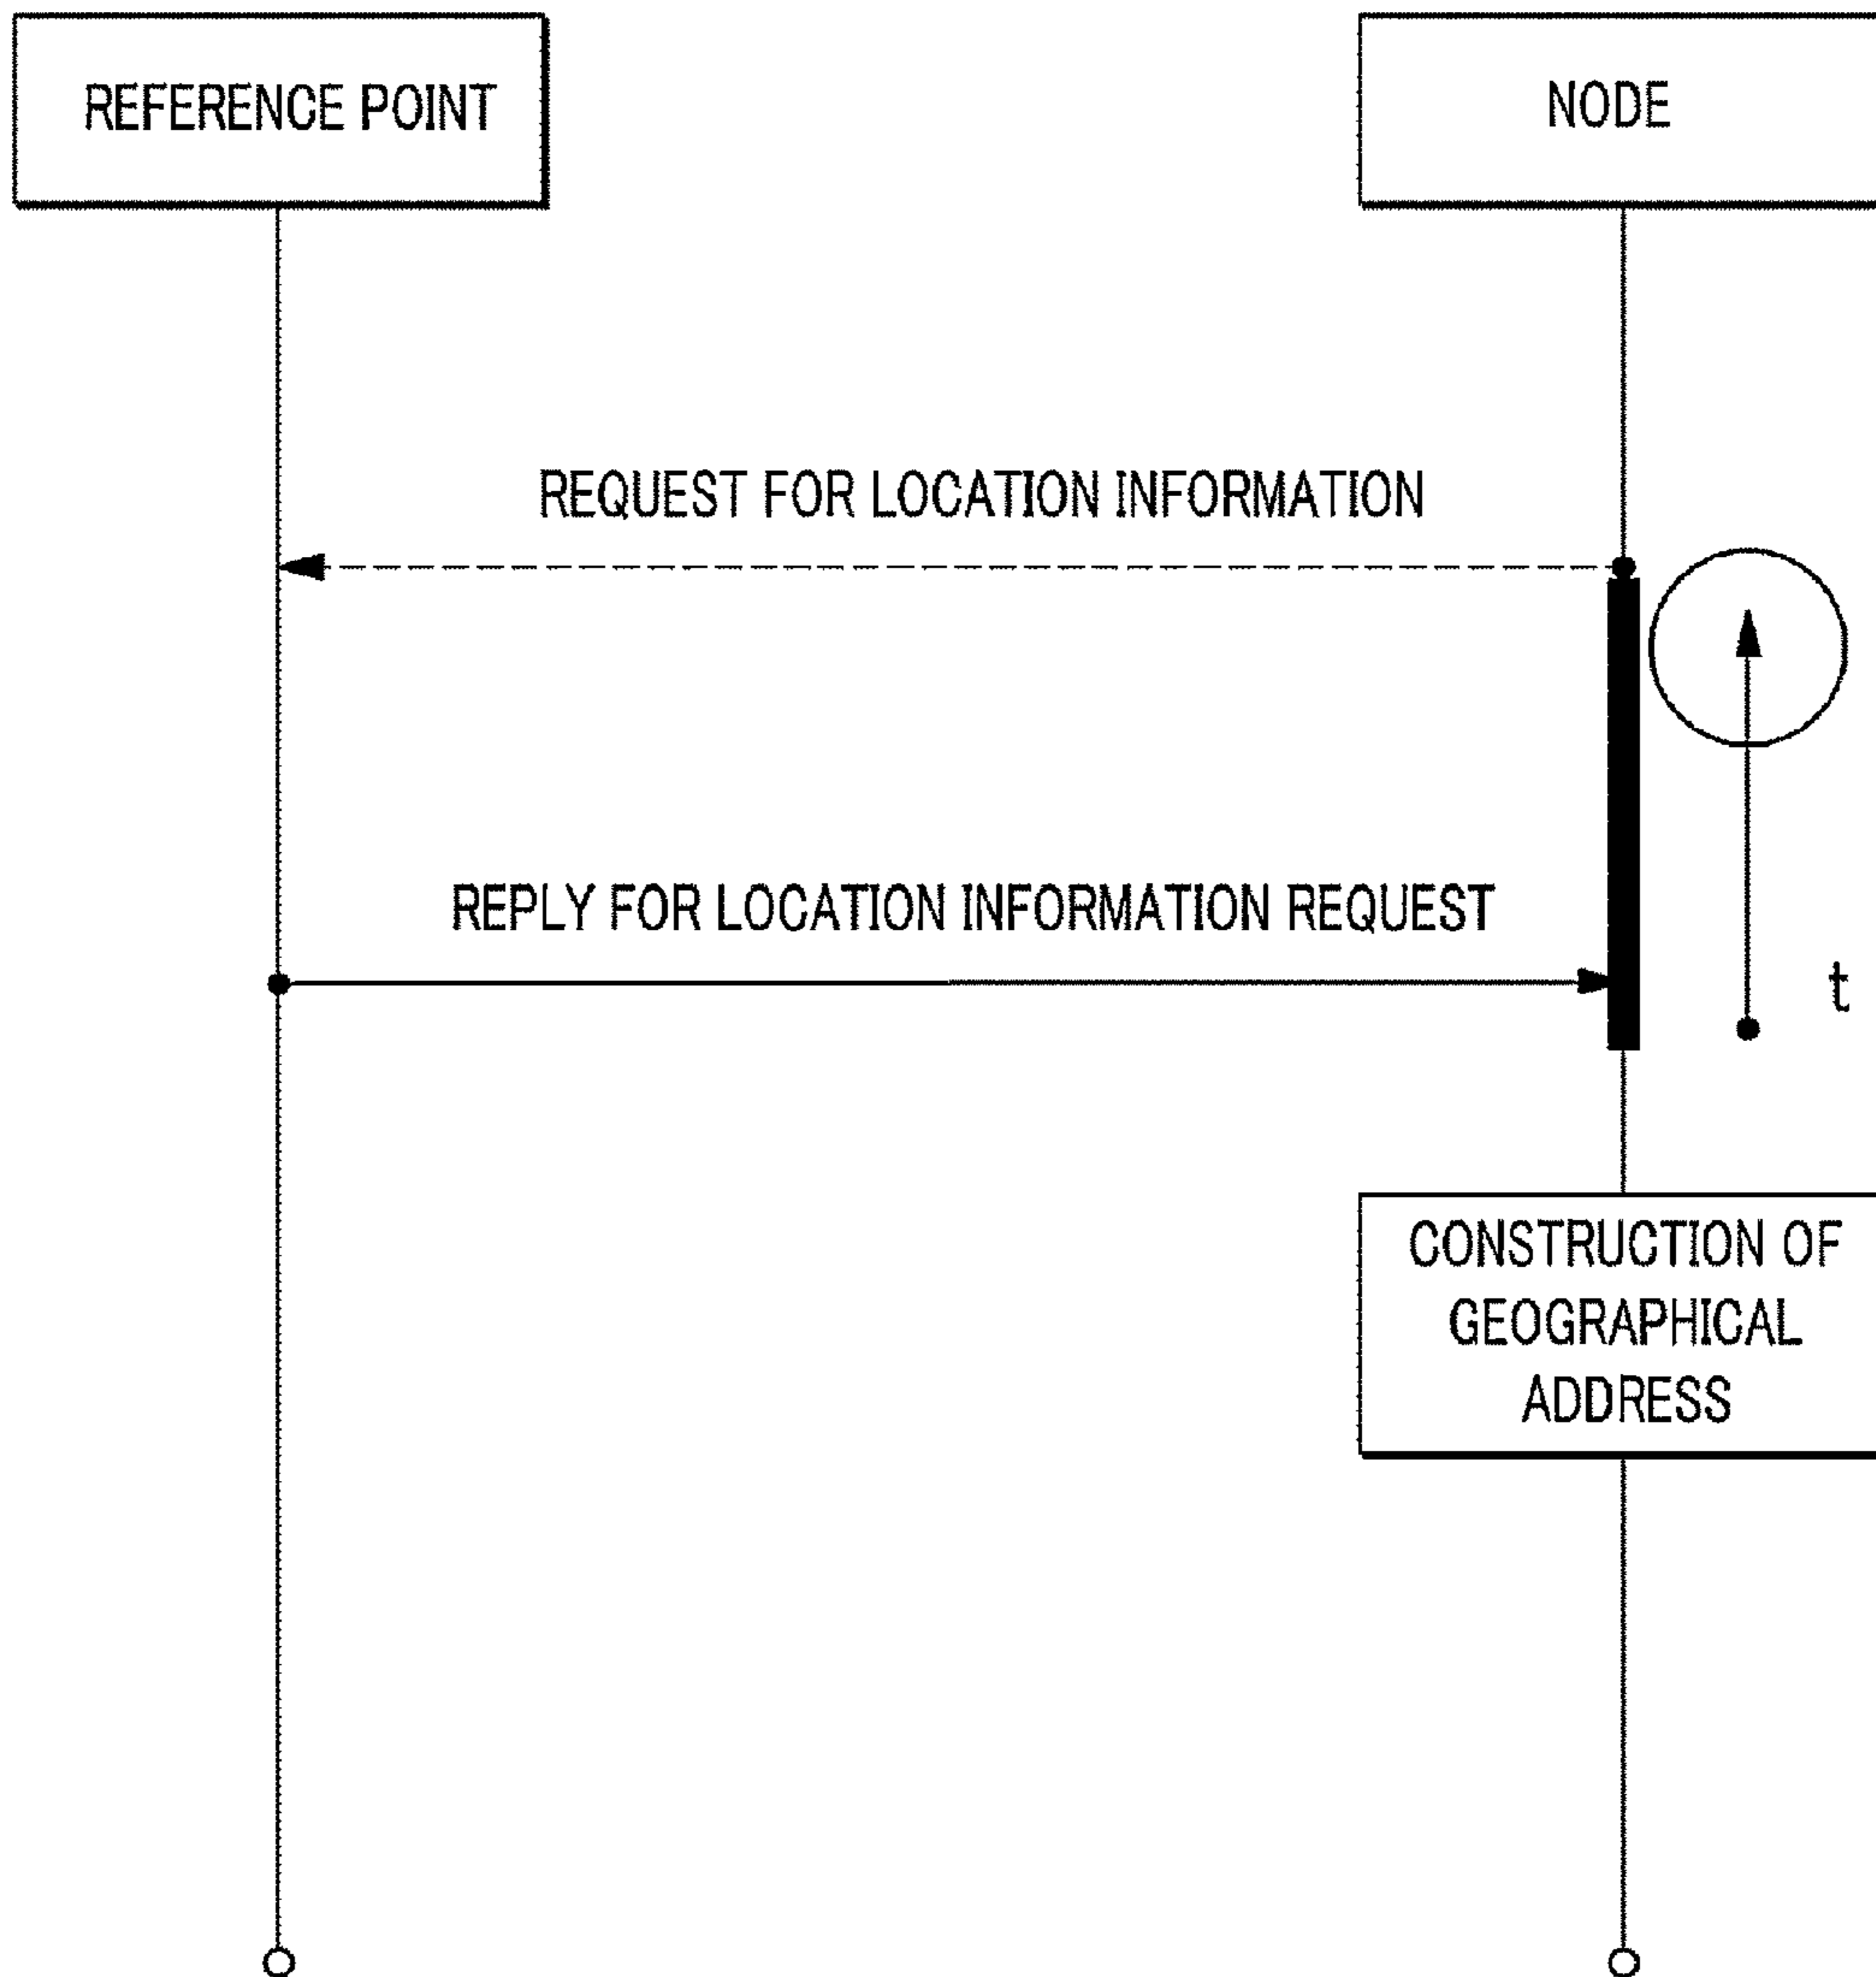 REFERENCE POINT
NODE
REQUEST FOR LOCATION INFORMATION
REPLY FOR LOCATION INFORMATION REQUEST
t
CONSTRUCTION OF
GEOGRAPHICAL
ADDRESS